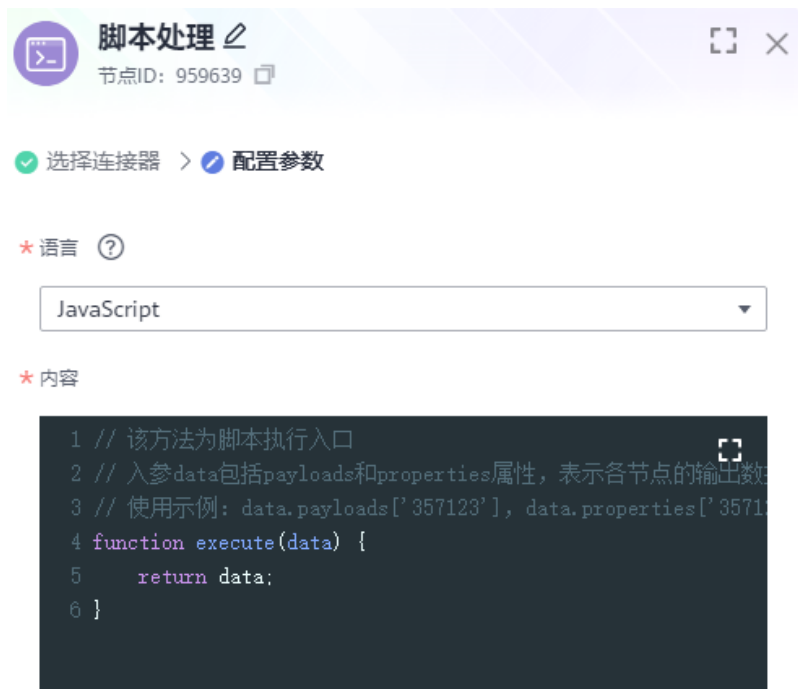 脚本处理
节点ID：959639
选择连接器 > 配置参数
* 语言 ?
JavaScript
* 内容
1 // 该方法为脚本执行入口
2 // 入参data包括payloads和properties属性，表示各节点的输出数
3 // 使用示例：data.payloads['357123'], data.properties['3571
4 function execute(data) {
5     return data;
6 }